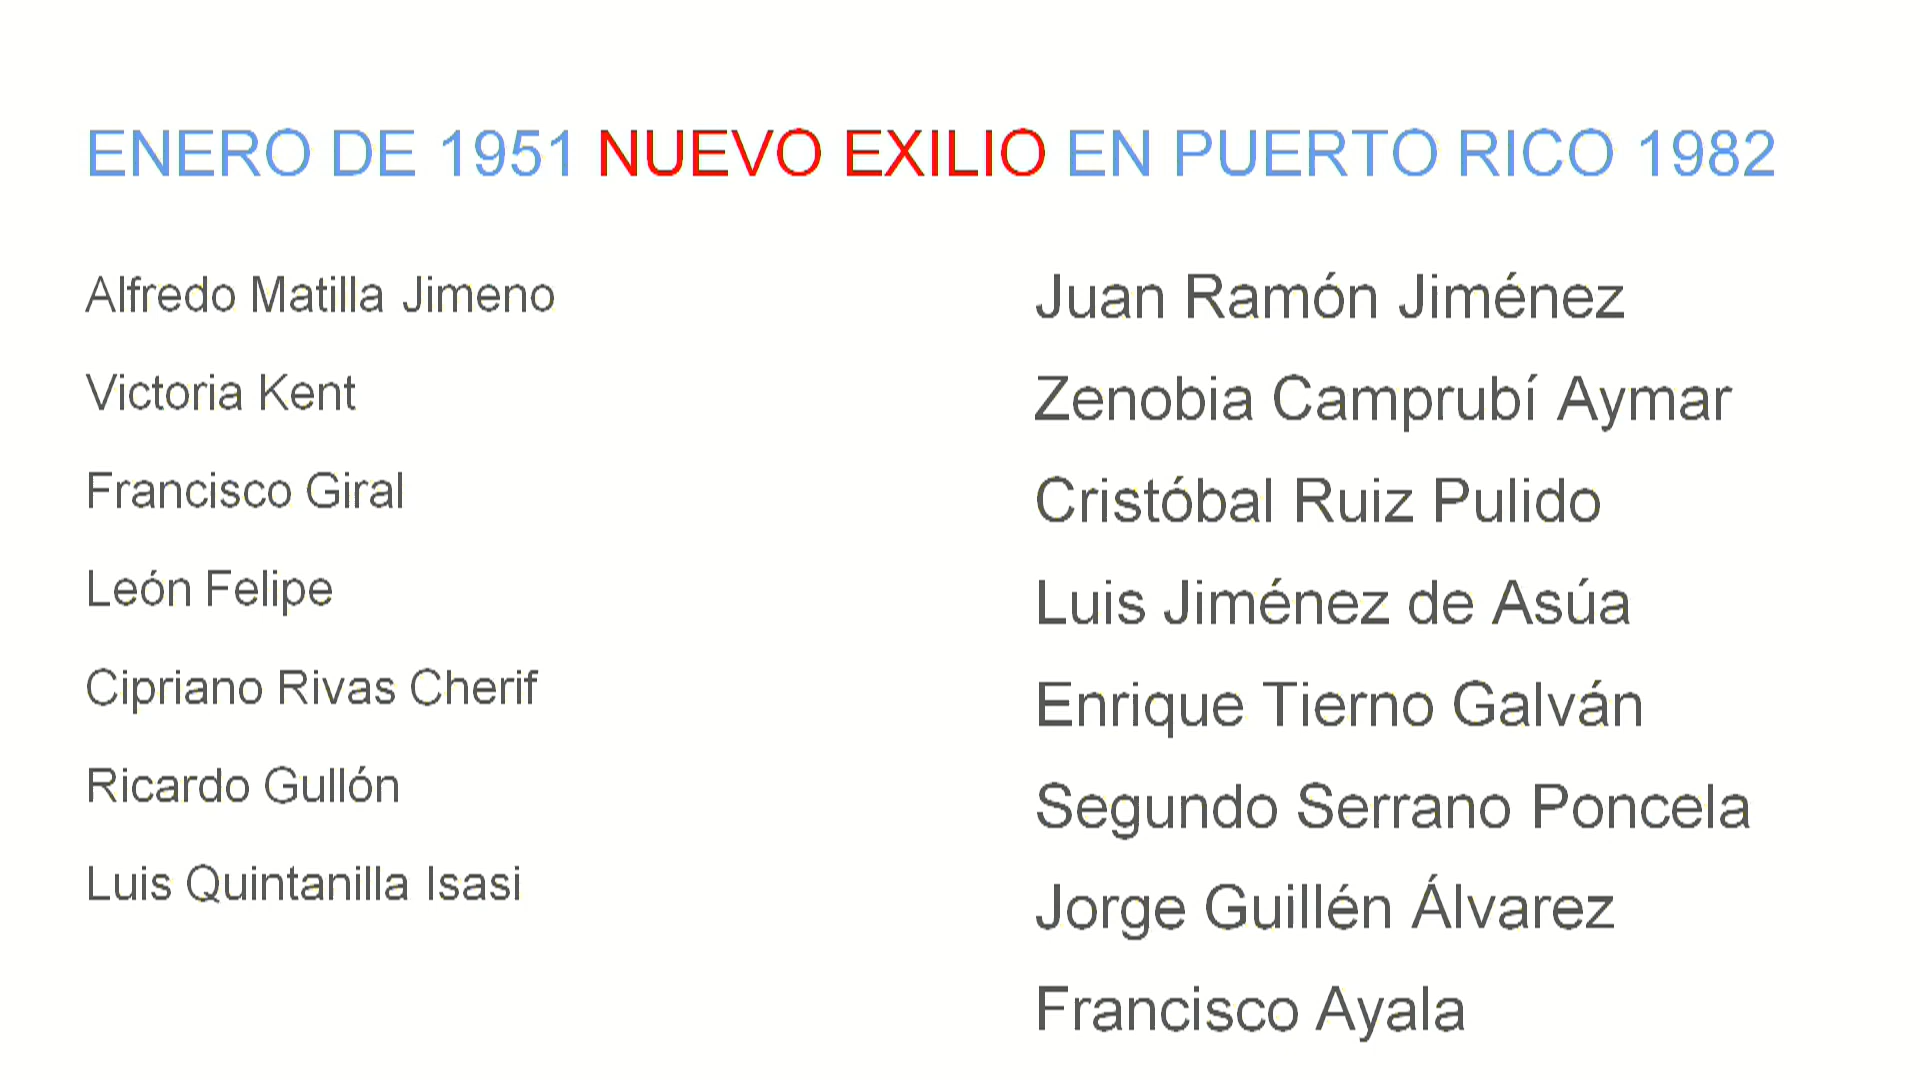 ENERO DE 1951 NUEVO EXILIO EN PUERTO RICO 1982
Alfredo Matilla Jimeno
Victoria Kent
Francisco Giral
León Felipe
Cipriano Rivas Cherif
Ricardo Gullón
Luis Quintanilla Isasi
Juan Ramón Jiménez
Zenobia Camprubí Aymar
Cristóbal Ruiz Pulido
Luis Jiménez de Asúa
Enrique Tierno Galván
Segundo Serrano Poncela
Jorge Guillén Álvarez
Francisco Ayala